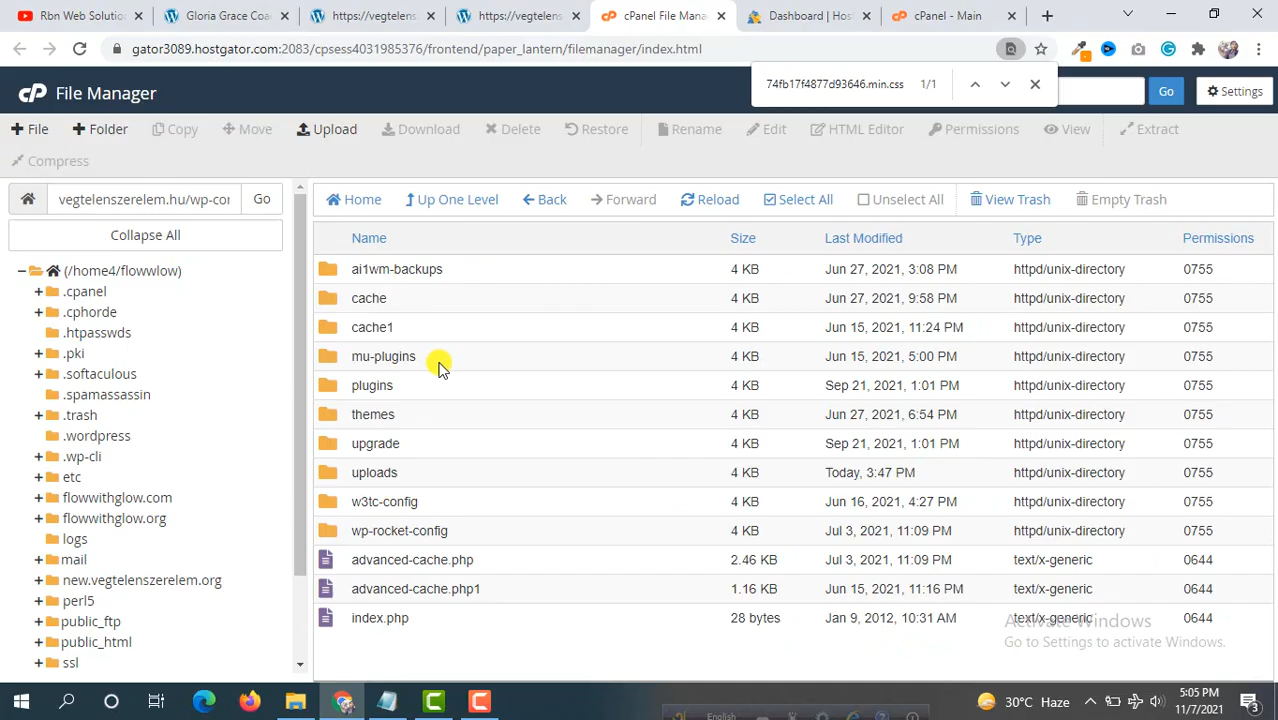 Rbn Web Solution
Gloria Grace Coa
https://vegtelens
https://vegtelens
cPanel File Mana
Dashboard | Hos
cPanel - Main
gator3089.hostgator.com:2083/cpsess4031985376/frontend/paper_lantern/filemanager/index.html
74fb17f4877d93646.min.css 1/1
cP File Manager
Go
Settings
File Folder Copy Move Upload Download Delete Restore Rename Edit HTML Editor Permissions View Extract
Compress
vegtelenszerelem.hu/wp-con Go
Home Up One Level Back Forward Reload Select All Unselect All View Trash Empty Trash
Collapse All
Name Size Last Modified Type Permissions
(/home4/flowwlow)
.cpanel
.cphorde
.htpasswds
.pki
.softaculous
.spamassassin
.trash
.wordpress
.wp-cli
etc
flowwithglow.com
flowwithglow.org
logs
mail
new.vegtelenszerelem.org
perl5
public_ftp
public_html
ssl
ai1wm-backups 4 KB Jun 27, 2021, 3:08 PM httpd/unix-directory 0755
cache 4 KB Jun 27, 2021, 9:58 PM httpd/unix-directory 0755
cache1 4 KB Jun 15, 2021, 11:24 PM httpd/unix-directory 0755
mu-plugins 4 KB Jun 15, 2021, 5:00 PM httpd/unix-directory 0755
plugins 4 KB Sep 21, 2021, 1:01 PM httpd/unix-directory 0755
themes 4 KB Jun 27, 2021, 6:54 PM httpd/unix-directory 0755
upgrade 4 KB Sep 21, 2021, 1:01 PM httpd/unix-directory 0755
uploads 4 KB Today, 3:47 PM httpd/unix-directory 0755
w3tc-config 4 KB Jun 16, 2021, 4:27 PM httpd/unix-directory 0755
wp-rocket-config 4 KB Jul 3, 2021, 11:09 PM httpd/unix-directory 0755
advanced-cache.php 2.46 KB Jul 3, 2021, 11:09 PM text/x-generic 0644
advanced-cache.php1 1.16 KB Jun 15, 2021, 11:16 PM text/x-generic 0644
index.php 28 bytes Jan 9, 2012, 10:31 AM text/x-generic 0644
Activate Windows
Go to Settings to activate Windows.
30°C Haze
5:05 PM
11/7/2021
3
English